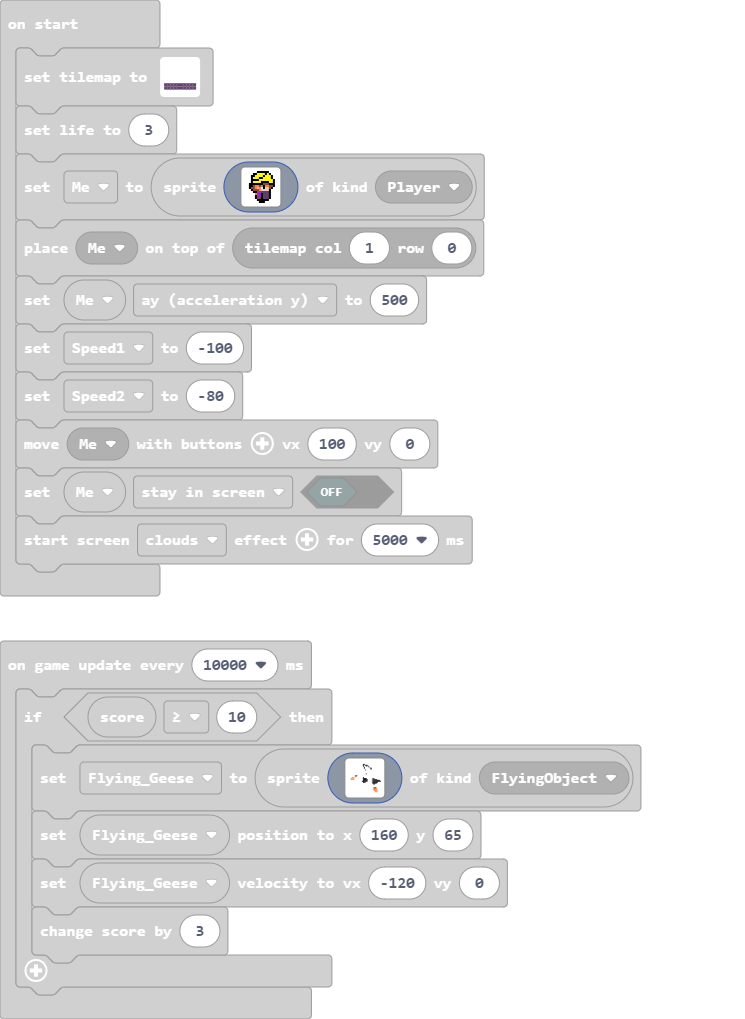 on start
set tilemap to
set life to 3
set Me to sprite of kind Player
place Me on top of tilemap col 1 row 0
set Me ay (acceleration y) to 500
set Speed1 to -100
set Speed2 to -80
move Me with buttons vx 100 vy 0
set Me stay in screen OFF
start screen clouds effect for 5000 ms
on game update every 10000 ms
if score ≥ 10 then
set Flying_Geese to sprite of kind FlyingObject
set Flying_Geese position to x 160 y 65
set Flying_Geese velocity to vx -120 vy 0
change score by 3